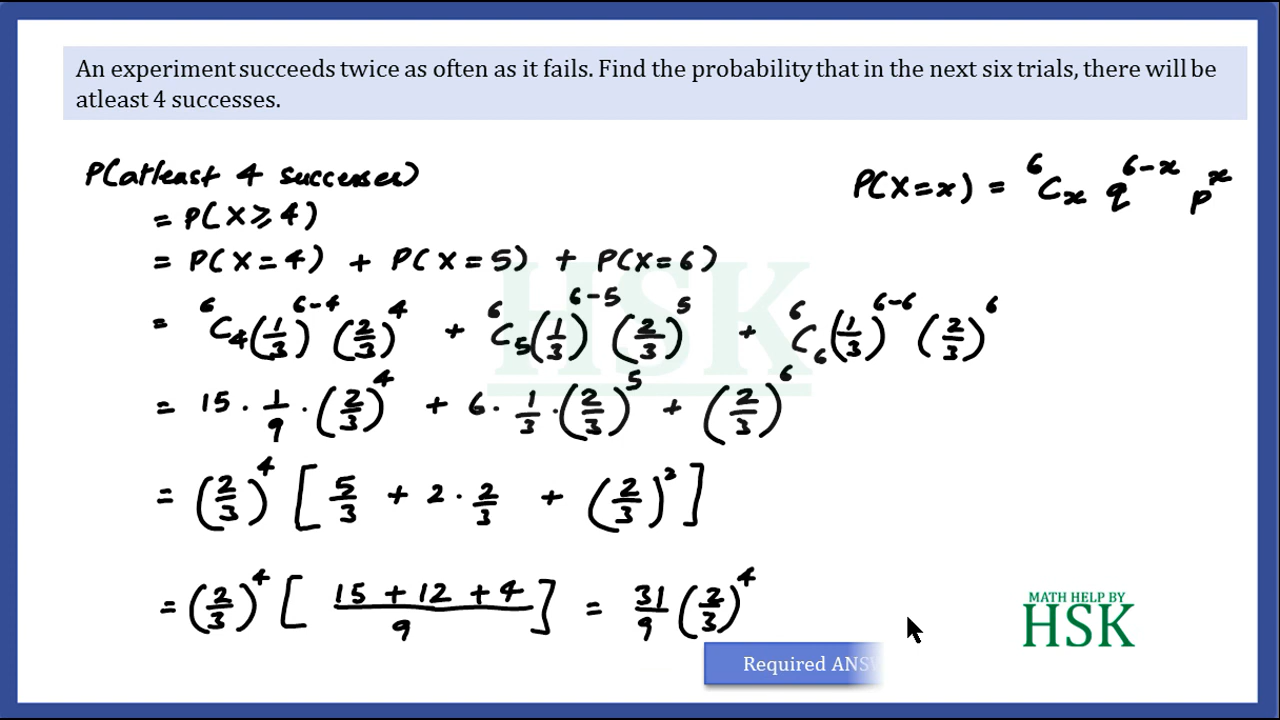 An experiment succeeds twice as often as it fails. Find the probability that in the next six trials, there will be
atleast 4 successes.
P(atleast 4 successes)
P(X=x) = ⁶Cₓ q⁶⁻ˣ pˣ
= P(X ≥ 4)
= P(X=4) + P(X=5) + P(X=6)
= ⁶C₄ (1/3)⁶⁻⁴ (2/3)⁴ + ⁶C₅ (1/3)⁶⁻⁵ (2/3)⁵ + ⁶C₆ (1/3)⁶⁻⁶ (2/3)⁶
= 15 · 1/9 · (2/3)⁴ + 6 · 1/3 · (2/3)⁵ + (2/3)⁶
= (2/3)⁴ [ 5/3 + 2 · 2/3 + (2/3)² ]
= (2/3)⁴ [ (15 + 12 + 4)/9 ] = 31/9 (2/3)⁴
HSK
MATH HELP BY
HSK
Required